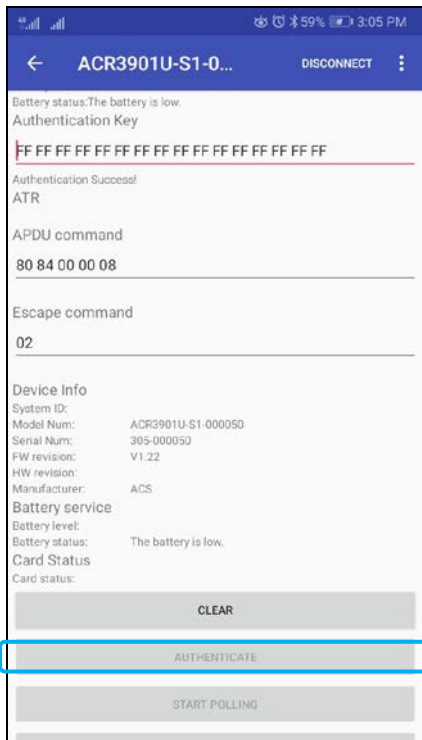 59% 3:05 PM
ACR3901U-S1-0... DISCONNECT
Battery status:The battery is low.
Authentication Key
FF FF FF FF FF FF FF FF FF FF FF FF FF FF FF FF
Authentication Success!
ATR
APDU command
80 84 00 00 08
Escape command
02
Device Info
System ID:
Model Num: ACR3901U-S1-000050
Serial Num: 305-000050
FW revision: V1.22
HW revision:
Manufacturer: ACS
Battery service
Battery level:
Battery status: The battery is low.
Card Status
Card status:
CLEAR
AUTHENTICATE
START POLLING